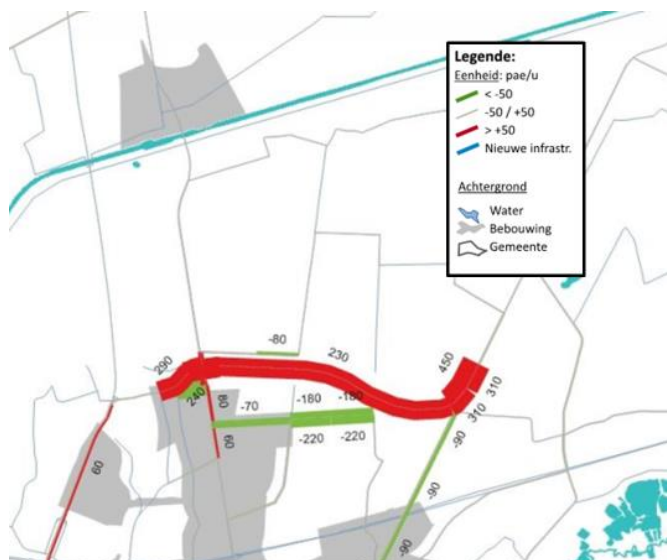 Legende:
Eenheid: pae/u
< -50
-50 / +50
> +50
Nieuwe infrastr.
Achtergrond
Water
Bebouwing
Gemeente
-80
290
230
450
310
240
80
-70
-180
-180
310
60
-220
-220
-90
60
-90
-90